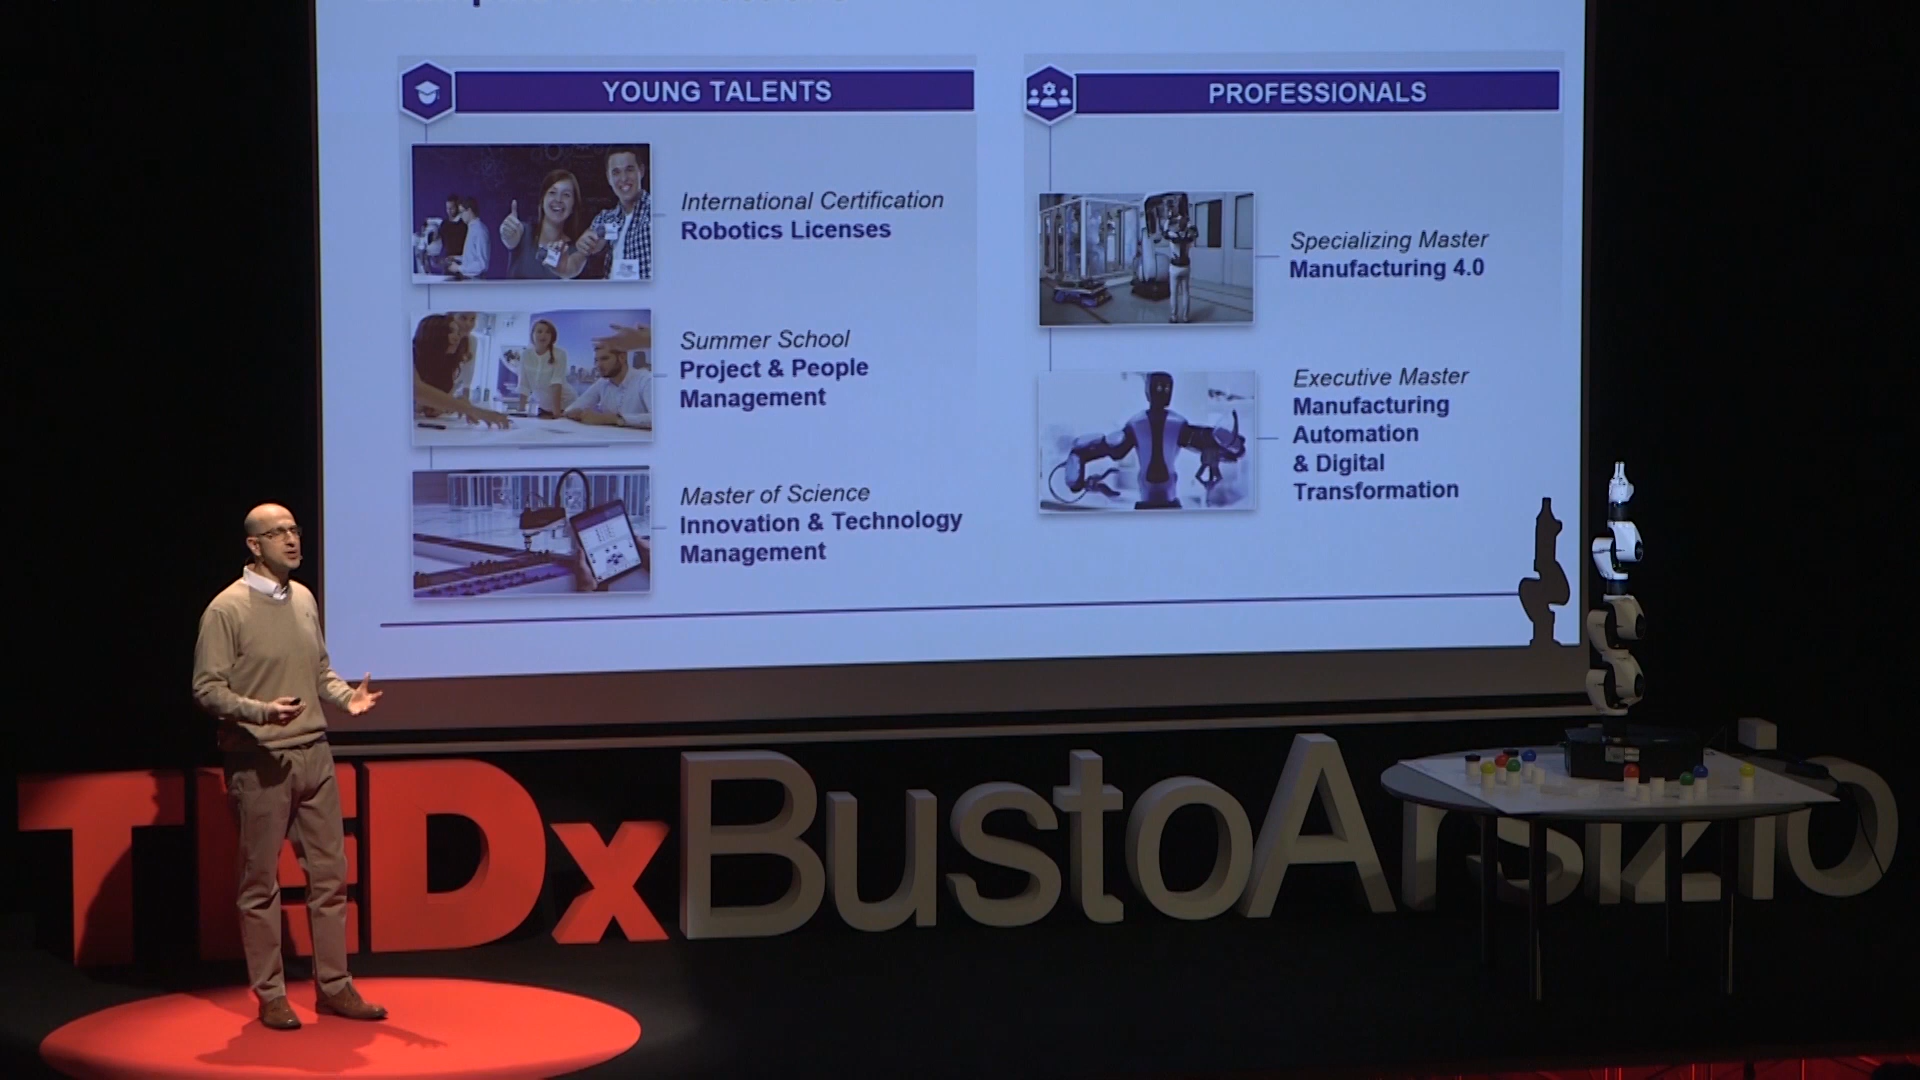 YOUNG TALENTS
International Certification
Robotics Licenses
Summer School
Project & People
Management
Master of Science
Innovation & Technology
Management
PROFESSIONALS
Specializing Master
Manufacturing 4.0
Executive Master
Manufacturing
Automation
& Digital
Transformation
TEDxBustoArsizio